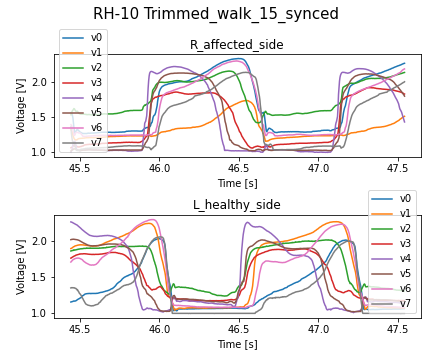 RH-10 Trimmed_walk_15_synced
R_affected_side
v0
v1
v2
v3
v4
v5
v6
v7
Voltage [V]
2.0
1.5
1.0
45.5 46.0 46.5 47.0 47.5
Time [s]
L_healthy_side
v0
v1
v2
v3
v4
v5
v6
v7
Voltage [V]
2.0
1.5
1.0
45.5 46.0 46.5 47.0 47.5
Time [s]